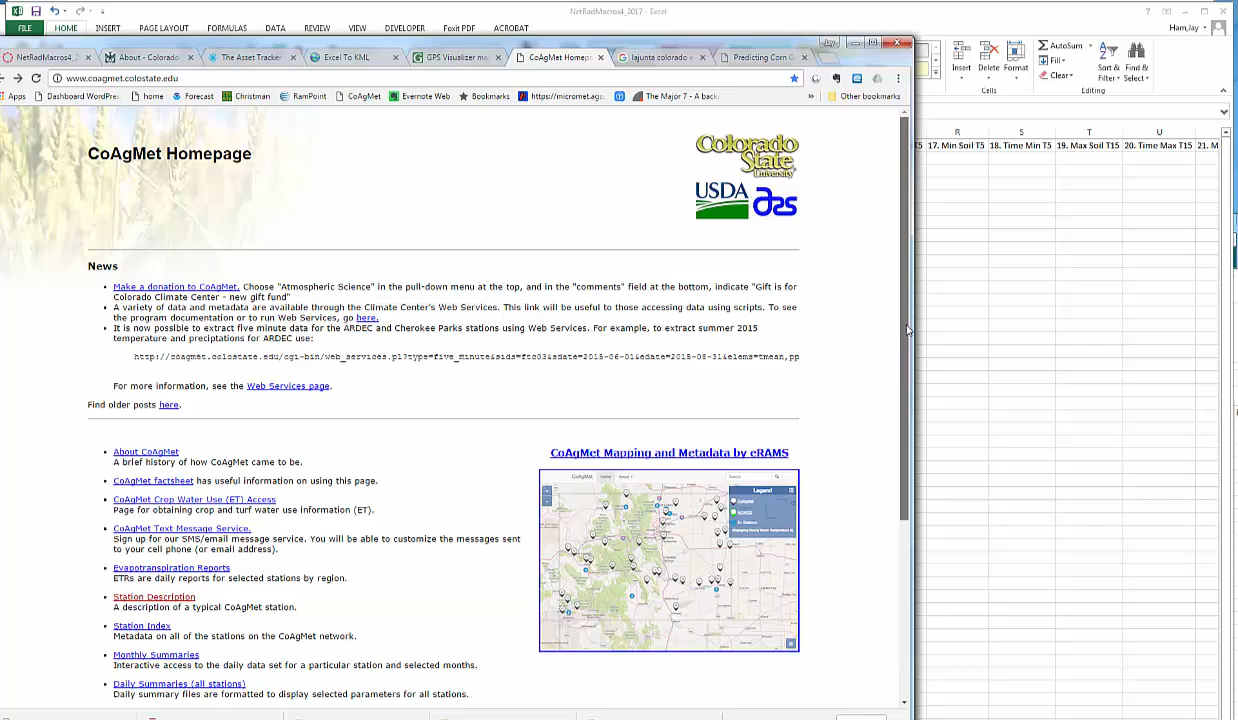 NetRadMacros4_2017 - Excel
Ham,Jay
FILE HOME INSERT PAGE LAYOUT FORMULAS DATA REVIEW VIEW DEVELOPER Foxit PDF ACROBAT
NetRadMacros4_2017 About - Colorado The Asset Tracker Excel To KML GPS Visualizer ma CoAgMet Homep lajunta colorado e Predicting Corn G
www.coagmet.colostate.edu
Apps Dashboard WordPre home Forecast Christman RamPoint CoAgMet Evernote Web Bookmarks https://micromet.ags The Major 7 - A back » Other bookmarks
Insert Delete Format
Cells
AutoSum
Fill
Clear
Sort & Filter
Find & Select
Editing
R S T U
17. Min Soil T5 18. Time Min T5 19. Max Soil T15 20. Time Max T15 21. M
CoAgMet Homepage
Colorado State University
USDA
News
Make a donation to CoAgMet. Choose "Atmospheric Science" in the pull-down menu at the top, and in the "comments" field at the bottom, indicate "Gift is for
Colorado Climate Center - new gift fund"
A variety of data and metadata are available through the Climate Center's Web Services. This link will be useful to those accessing data using scripts. To see
the program documentation or to run Web Services, go here.
It is now possible to extract five minute data for the ARDEC and Cherokee Parks stations using Web Services. For example, to extract summer 2015
temperature and preciptations for ARDEC use:
http://coagmet.colostate.edu/cgi-bin/web_services.pl?type=five_minute&sids=ftc03&sdate=2015-06-01&edate=2015-08-31&elems=tmean,pp
For more information, see the Web Services page.
Find older posts here.
About CoAgMet
A brief history of how CoAgMet came to be.
CoAgMet factsheet has useful information on using this page.
CoAgMet Crop Water Use (ET) Access
Page for obtaining crop and turf water use information (ET).
CoAgMet Text Message Service.
Sign up for our SMS/email message service. You will be able to customize the messages sent
to your cell phone (or email address).
Evapotranspiration Reports
ETRs are daily reports for selected stations by region.
Station Description
A description of a typical CoAgMet station.
Station Index
Metadata on all of the stations on the CoAgMet network.
Monthly Summaries
Interactive access to the daily data set for a particular station and selected months.
Daily Summaries (all stations)
Daily summary files are formatted to display selected parameters for all stations.
CoAgMet Mapping and Metadata by eRAMS
CoAgMet Home About Search
Legend
CoAgMet